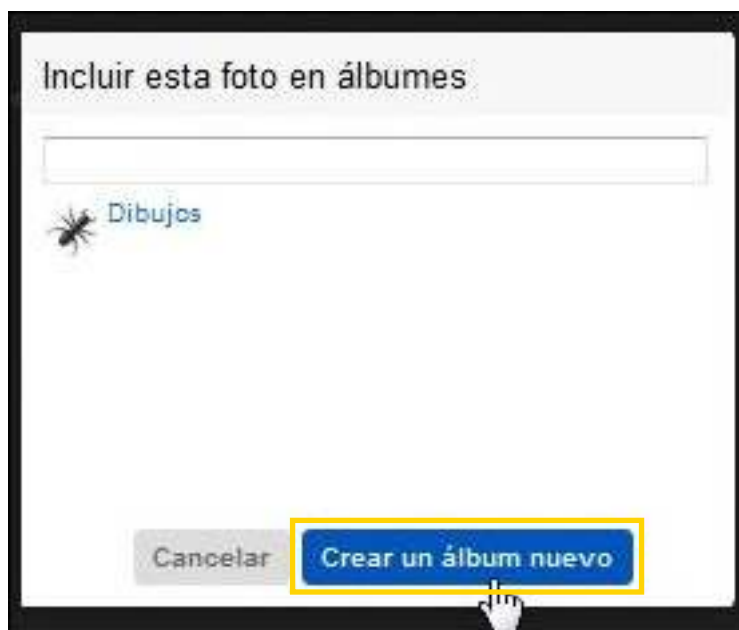 Incluir esta foto en álbumes
Dibujos
Cancelar
Crear un álbum nuevo